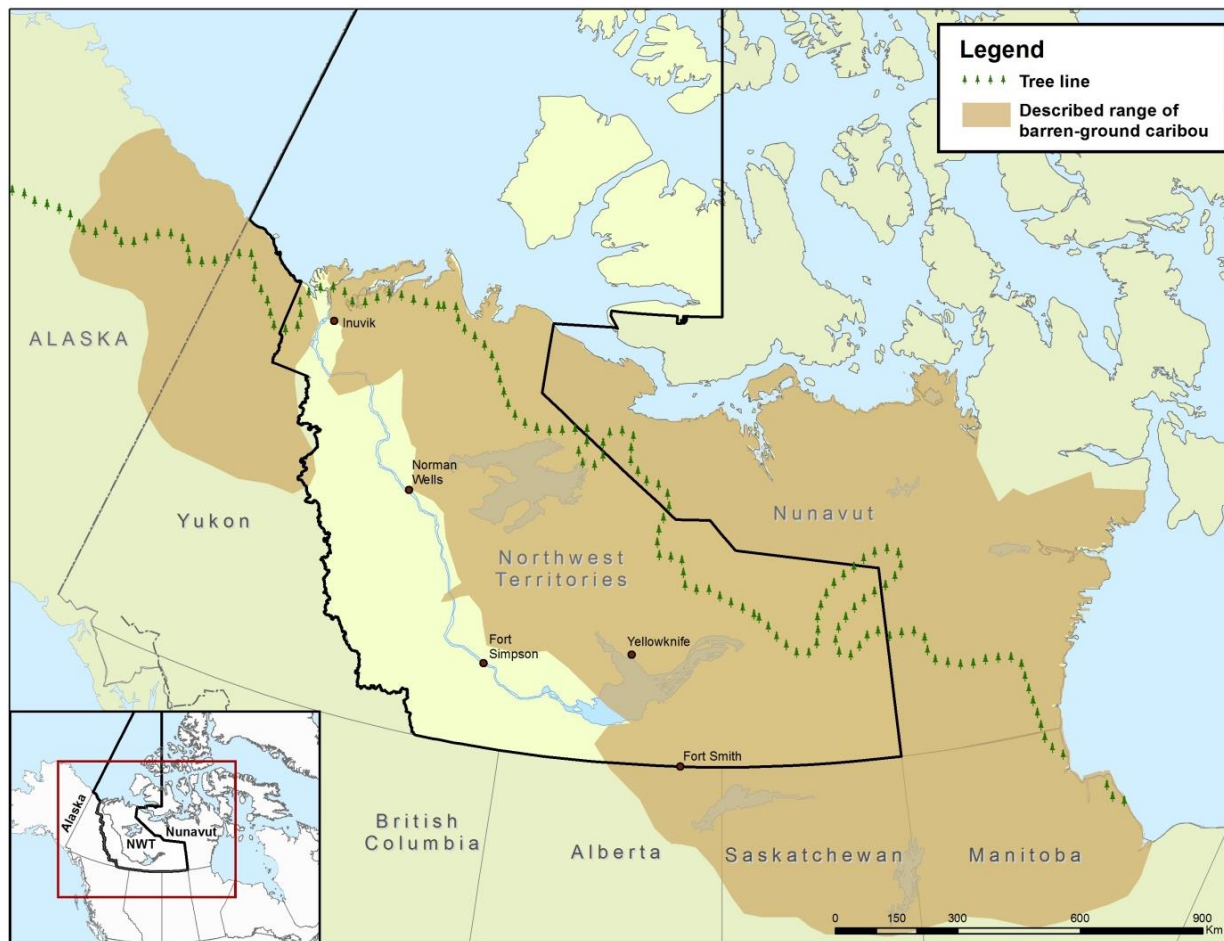 Legend
Tree line
Described range of
barren-ground caribou
ALASKA
Inuvik
Norman
Wells
Yukon
Nunavut
Northwest
Territories
Fort
Simpson
Yellowknife
Fort Smith
British
Columbia
Alberta
Saskatchewan
Manitoba
Alaska
NWT
Nunavut
0 150 300 600 900
Km